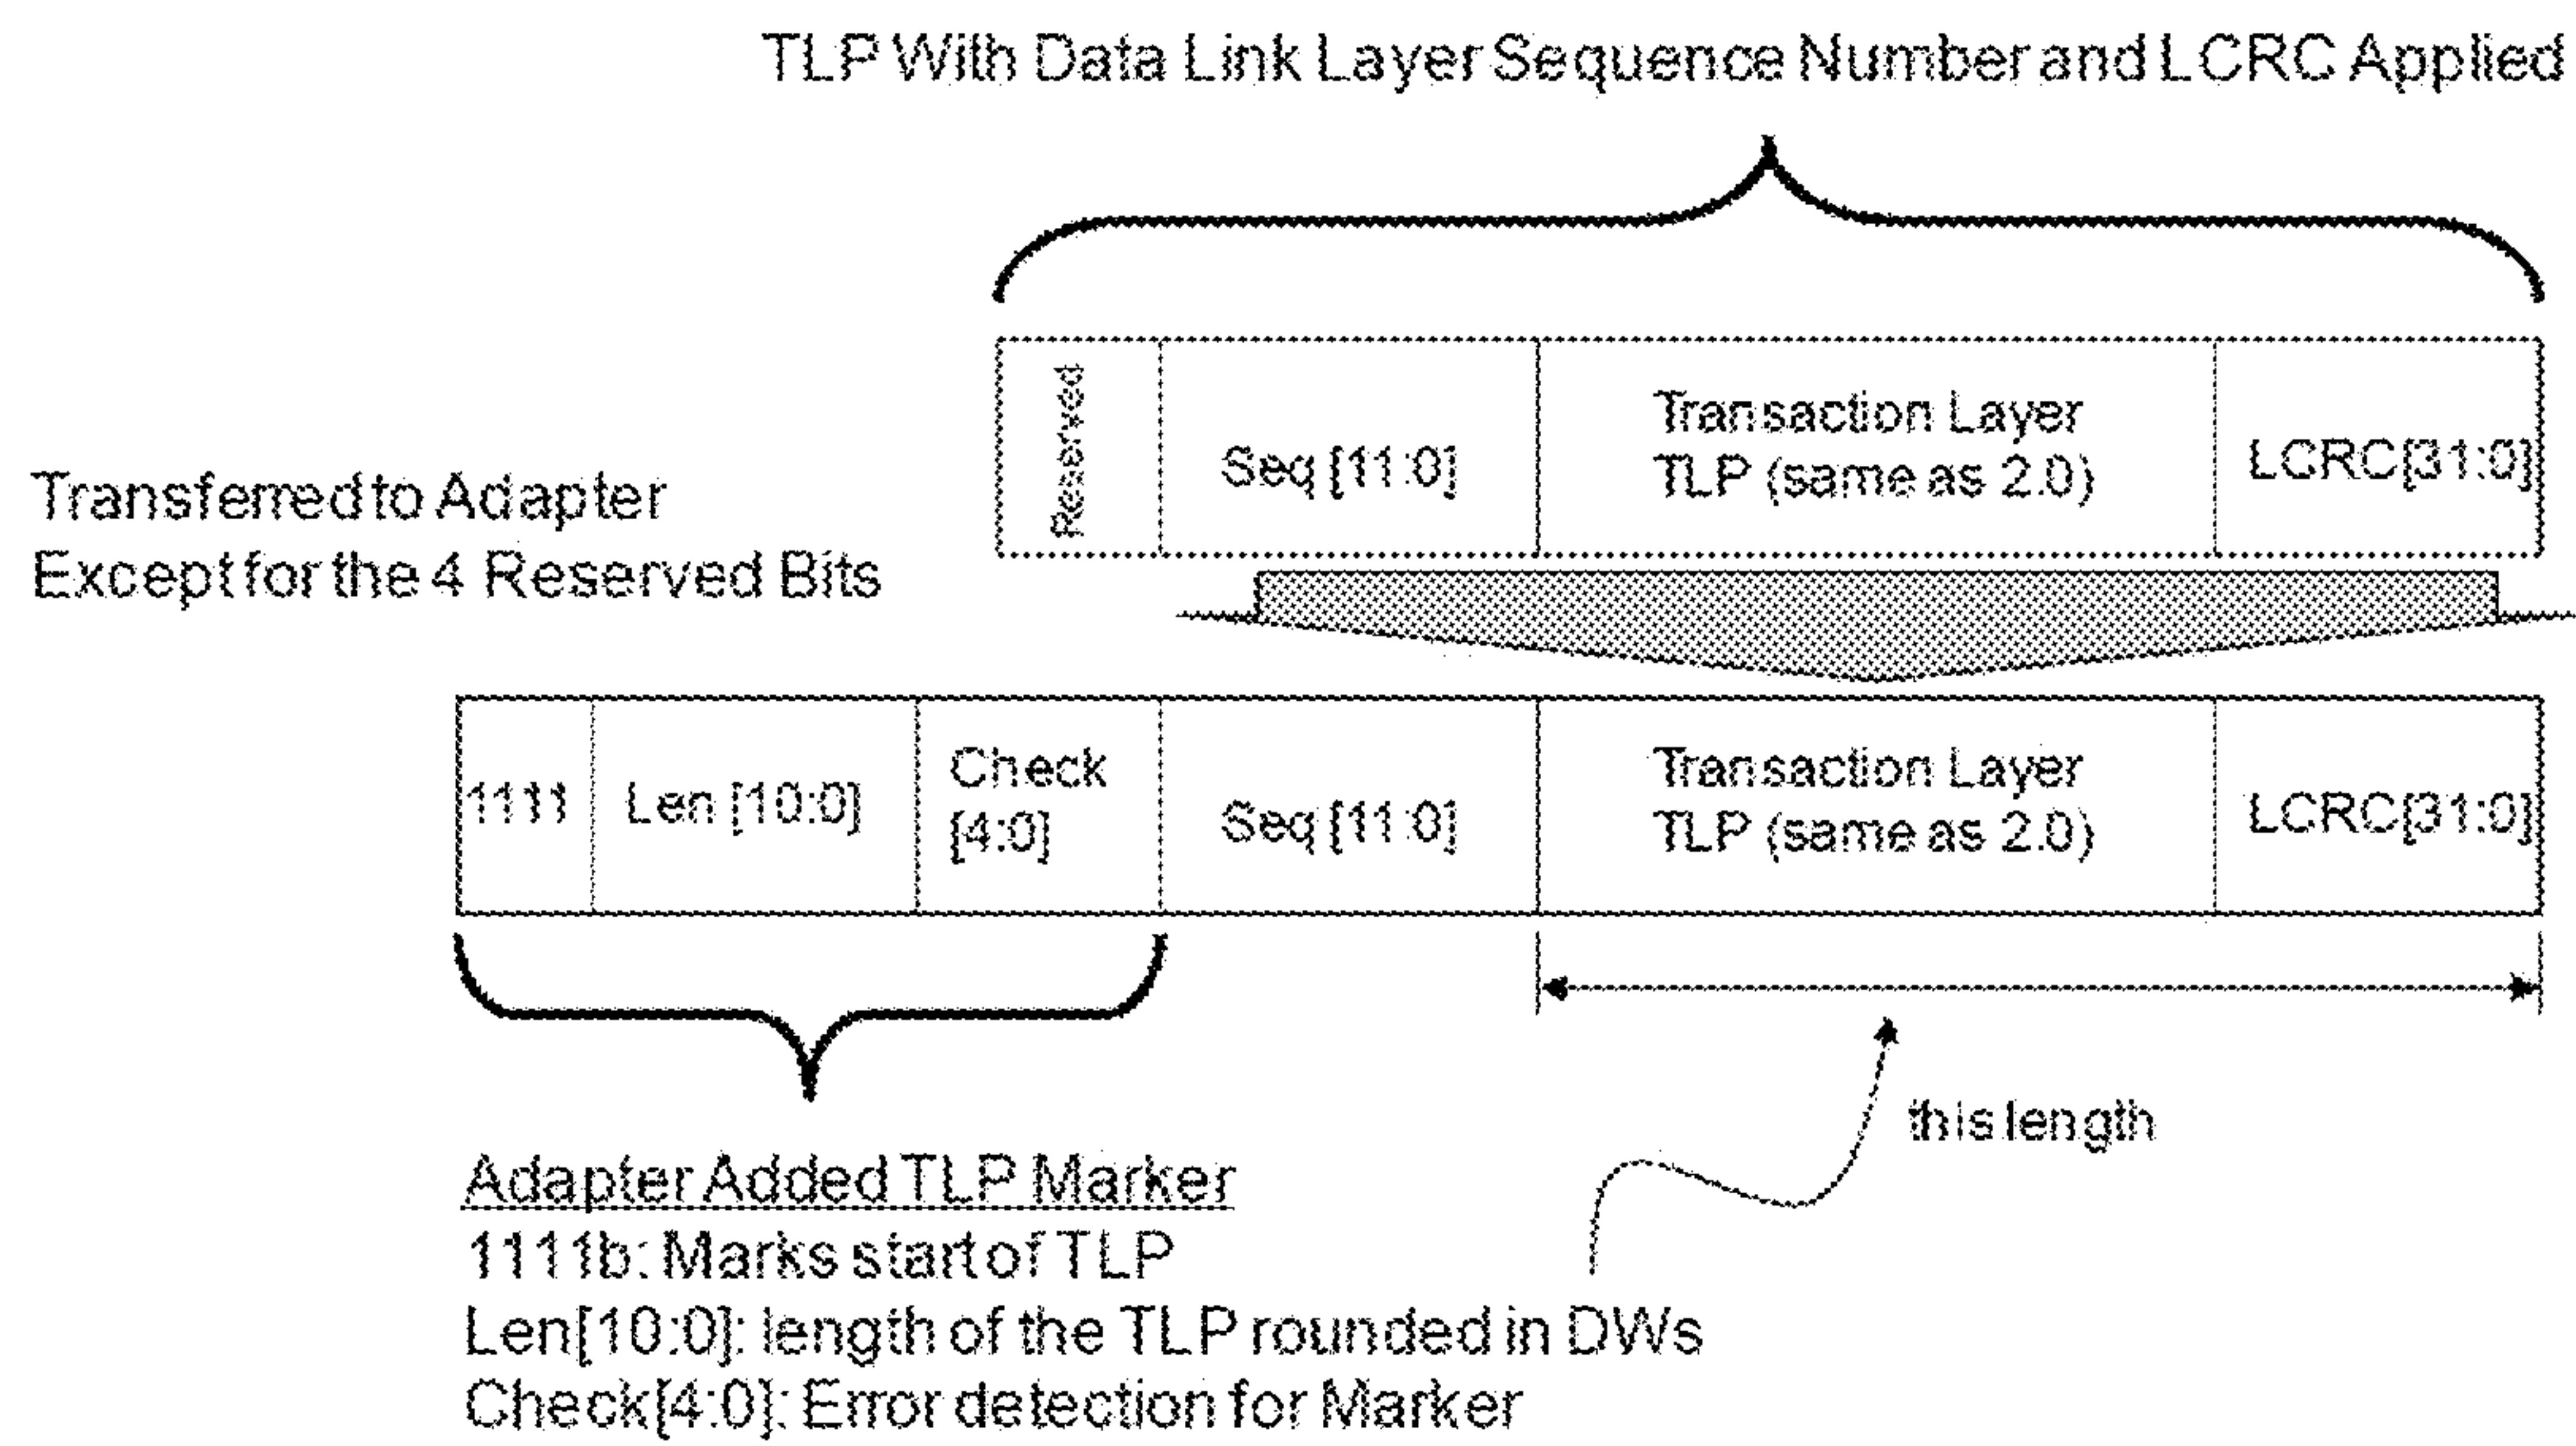 TLP With Data Link Layer Sequence Number and LCRC Applied
Reserved
Seq [11:0]
Transaction Layer
TLP (same as 2.0)
LCRC[31:0]
Transferred to Adapter
Except for the 4 Reserved Bits
1111
Len [10:0]
Check
[4:0]
Seq [11:0]
Transaction Layer
TLP (same as 2.0)
LCRC[31:0]
this length
Adapter Added TLP Marker
1111b: Marks start of TLP
Len[10:0]: length of the TLP rounded in DWs
Check[4:0]: Error detection for Marker